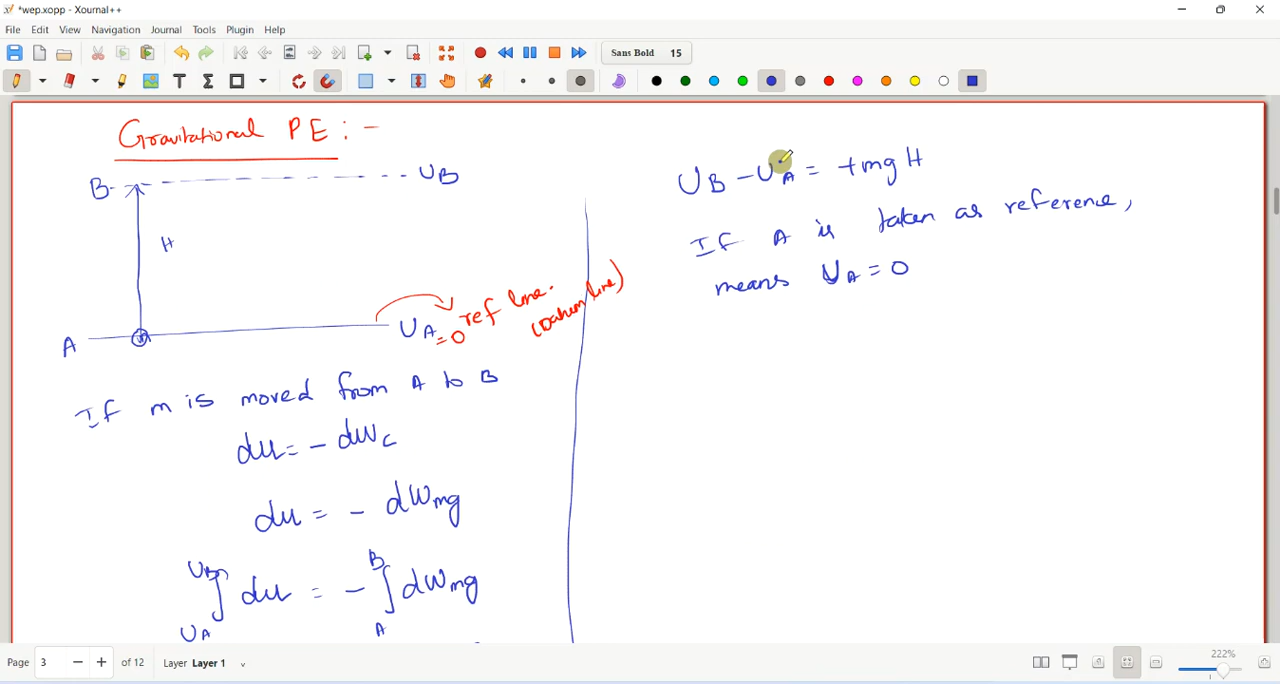 *wep.xopp - Xournal++
File Edit View Navigation Journal Tools Plugin Help
Sans Bold 15
Gravitational PE : -
B
UB
H
A
m
UA = 0
ref line.
(Datum line)
If m is moved from A to B
du = - dWc
du = - dWmg
UB B
∫ du = - ∫ dWmg
UA A
UB - UA = +mgH
If A is taken as reference,
means UA = 0
Page 3 of 12 Layer Layer 1
223%